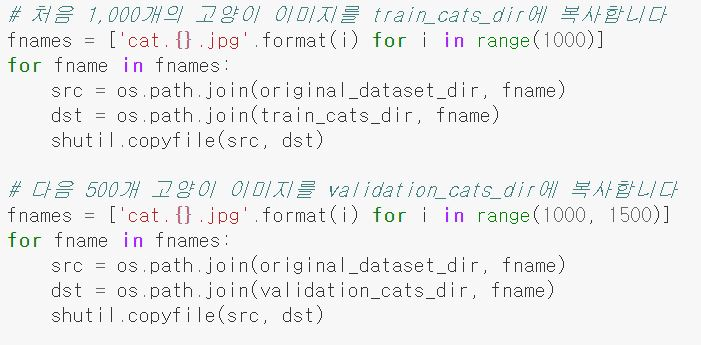 # 처음 1,000개의 고양이 이미지를 train_cats_dir에 복사합니다
fnames = ['cat.{}.jpg'.format(i) for i in range(1000)]
for fname in fnames:
    src = os.path.join(original_dataset_dir, fname)
    dst = os.path.join(train_cats_dir, fname)
    shutil.copyfile(src, dst)

# 다음 500개 고양이 이미지를 validation_cats_dir에 복사합니다
fnames = ['cat.{}.jpg'.format(i) for i in range(1000, 1500)]
for fname in fnames:
    src = os.path.join(original_dataset_dir, fname)
    dst = os.path.join(validation_cats_dir, fname)
    shutil.copyfile(src, dst)